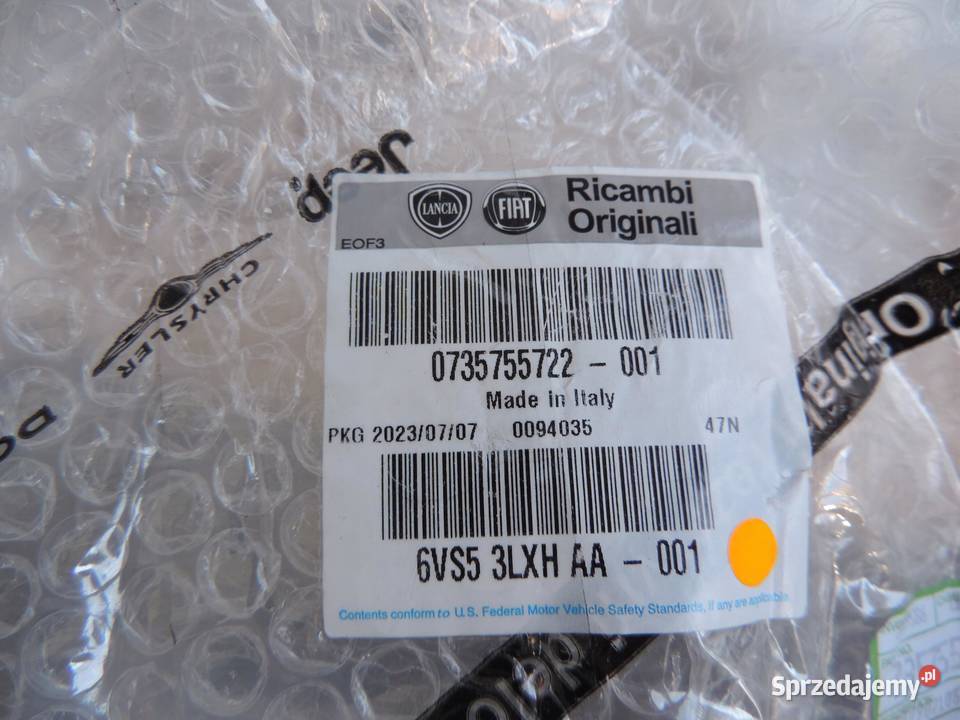 Jeep
CHRYSLER
DO
LANCIA
FIAT
Ricambi
Originali
EOF3
0735755722 - 001
Made in Italy
PKG 2023/07/07 0094035 47N
6VS5 3LXH AA - 001
Contents conform to U.S. Federal Motor Vehicle Safety Standards, if any are applicable.
Sprzedajemy.pl